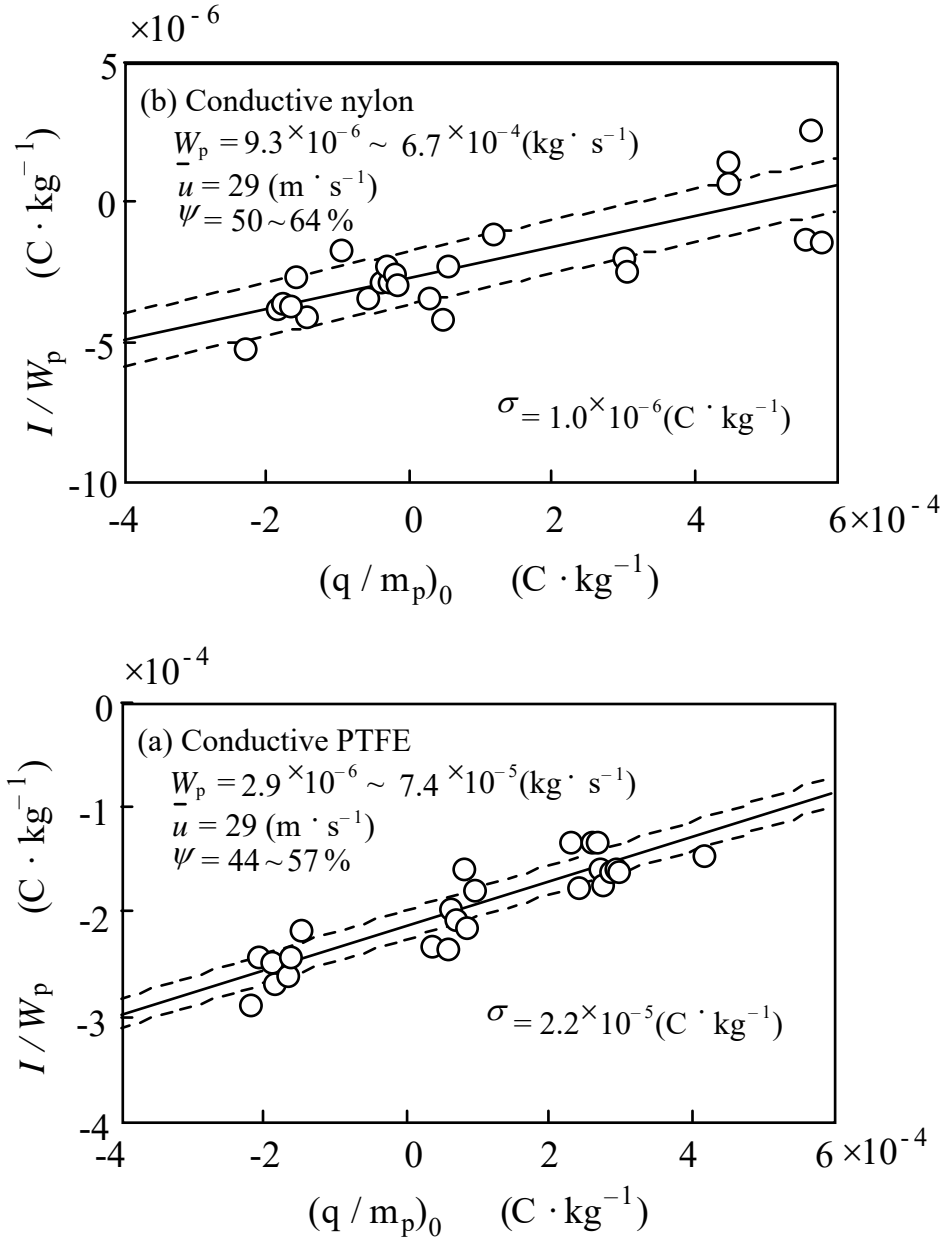 ×10⁻⁶
5
(b) Conductive nylon
W̲ₚ = 9.3×10⁻⁶ ~ 6.7×10⁻⁴(kg· s⁻¹)
u = 29 (m · s⁻¹)
ψ = 50~64 %
0
-5
-10
σ = 1.0×10⁻⁶(C · kg⁻¹)
I / Wₚ (C · kg⁻¹)
-4 -2 0 2 4 6×10⁻⁴
(q / mₚ)₀ (C · kg⁻¹)
×10⁻⁴
0
(a) Conductive PTFE
W̲ₚ = 2.9×10⁻⁶ ~ 7.4×10⁻⁵(kg· s⁻¹)
u = 29 (m · s⁻¹)
ψ = 44~57 %
-1
-2
-3
-4
σ = 2.2×10⁻⁵(C · kg⁻¹)
I / Wₚ (C · kg⁻¹)
-4 -2 0 2 4 6×10⁻⁴
(q / mₚ)₀ (C · kg⁻¹)